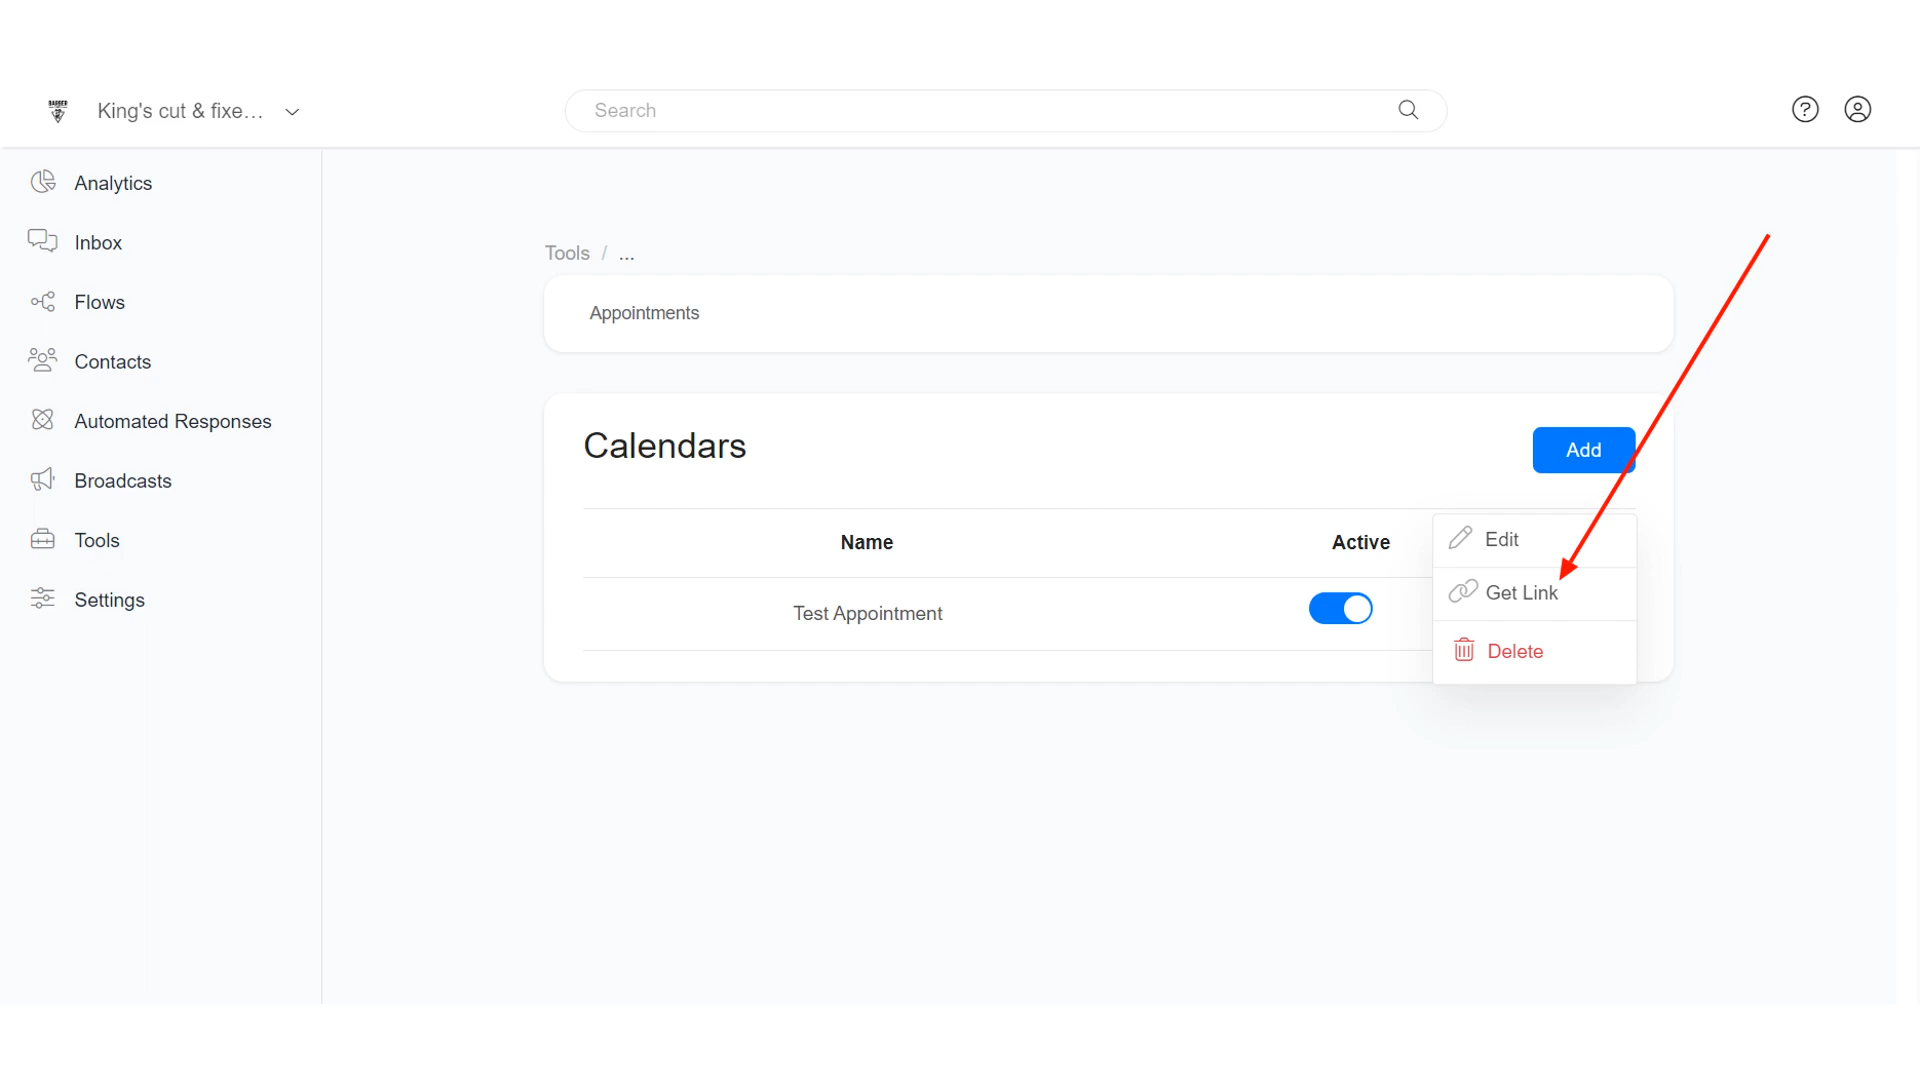 BARBER
King's cut & fixe...
Search
Analytics
Inbox
Flows
Contacts
Automated Responses
Broadcasts
Tools
Settings
Tools / ...
Appointments
Calendars
Add
Name
Active
Test Appointment
Edit
Get Link
Delete